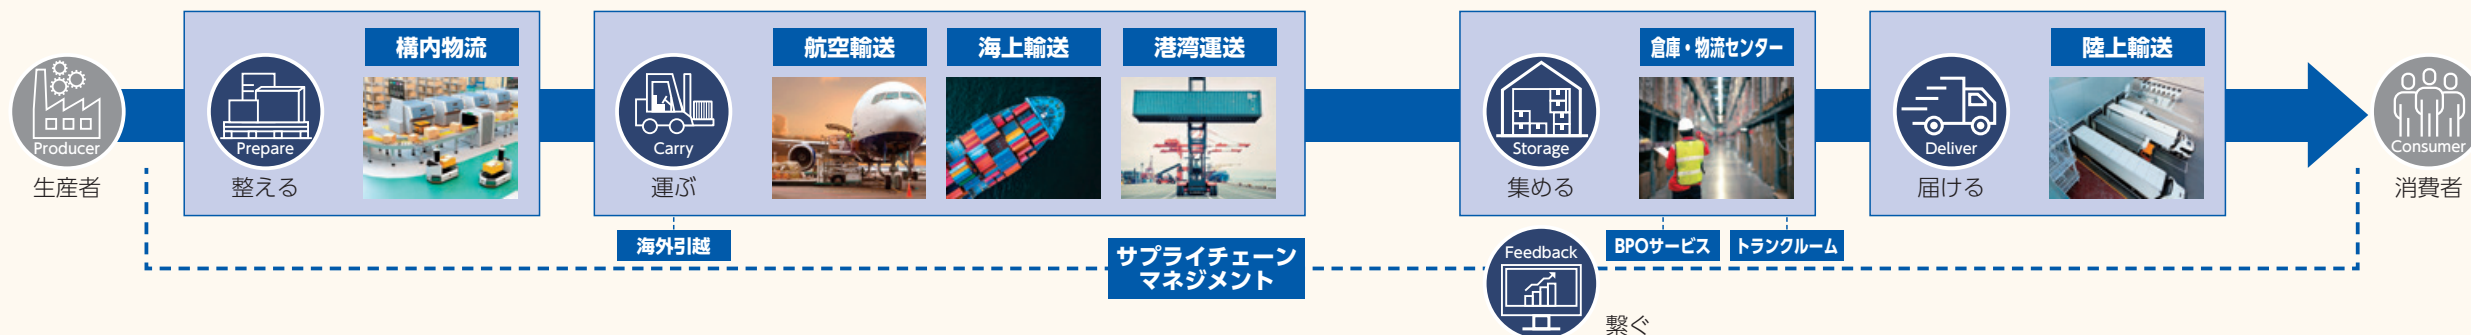 Producer
生産者
Prepare
整える
構内物流
Carry
運ぶ
航空輸送
海上輸送
港湾運送
海外引越
Storage
集める
倉庫・物流センター
BPOサービス
トランクルーム
Deliver
届ける
陸上輸送
Consumer
消費者
サプライチェーン
マネジメント
Feedback
繋ぐ